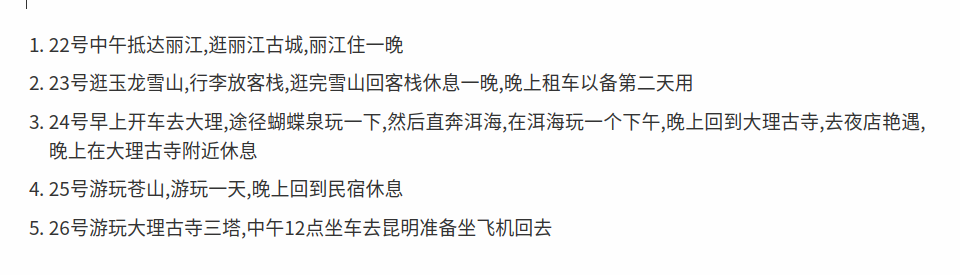 1. 22号中午抵达丽江,逛丽江古城,丽江住一晚
2. 23号逛玉龙雪山,行李放客栈,逛完雪山回客栈休息一晚,晚上租车以备第二天用
3. 24号早上开车去大理,途径蝴蝶泉玩一下,然后直奔洱海,在洱海玩一个下午,晚上回到大理古寺,去夜店艳遇,
晚上在大理古寺附近休息
4. 25号游玩苍山,游玩一天,晚上回到民宿休息
5. 26号游玩大理古寺三塔,中午12点坐车去昆明准备坐飞机回去